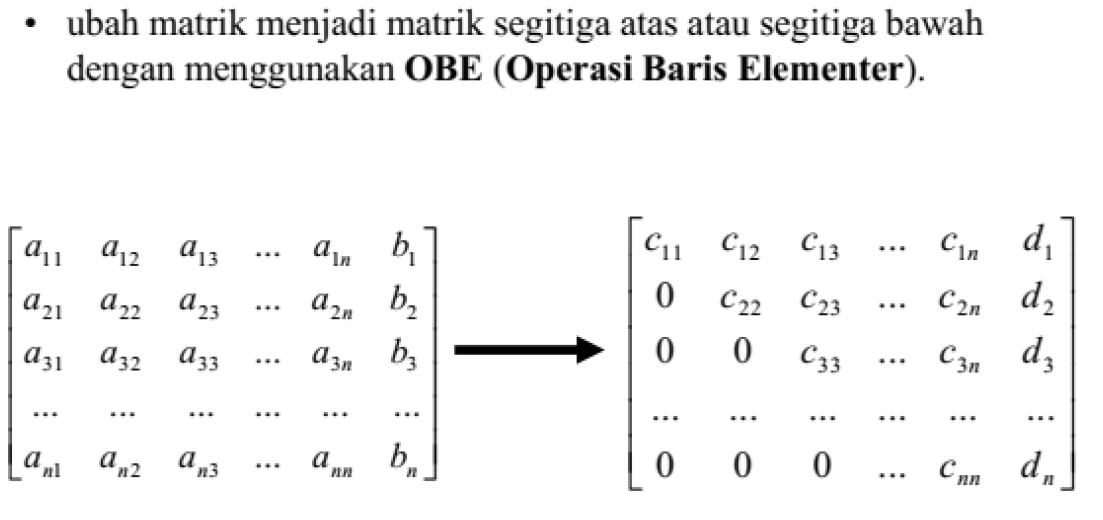 • ubah matrik menjadi matrik segitiga atas atau segitiga bawah
dengan menggunakan OBE (Operasi Baris Elementer).
a₁₁ a₁₂ a₁₃ ... a₁ₙ b₁
a₂₁ a₂₂ a₂₃ ... a₂ₙ b₂
a₃₁ a₃₂ a₃₃ ... a₃ₙ b₃
... ... ... ... ... ...
aₙ₁ aₙ₂ aₙ₃ ... aₙₙ bₙ
c₁₁ c₁₂ c₁₃ ... c₁ₙ d₁
0 c₂₂ c₂₃ ... c₂ₙ d₂
0 0 c₃₃ ... c₃ₙ d₃
... ... ... ... ... ...
0 0 0 ... cₙₙ dₙ